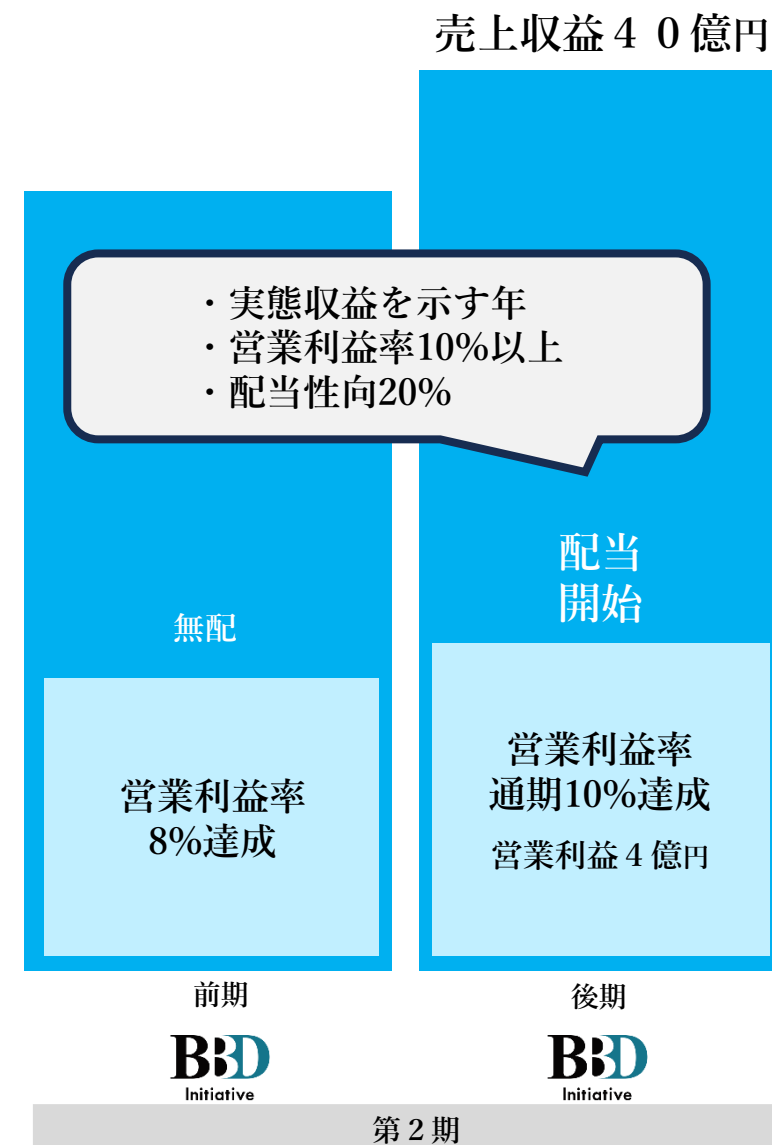 売上収益４０億円
・実態収益を示す年
・営業利益率10%以上
・配当性向20%
無配
営業利益率
8%達成
配当
開始
営業利益率
通期10%達成
営業利益４億円
前期
BBD
Initiative
後期
BBD
Initiative
第２期